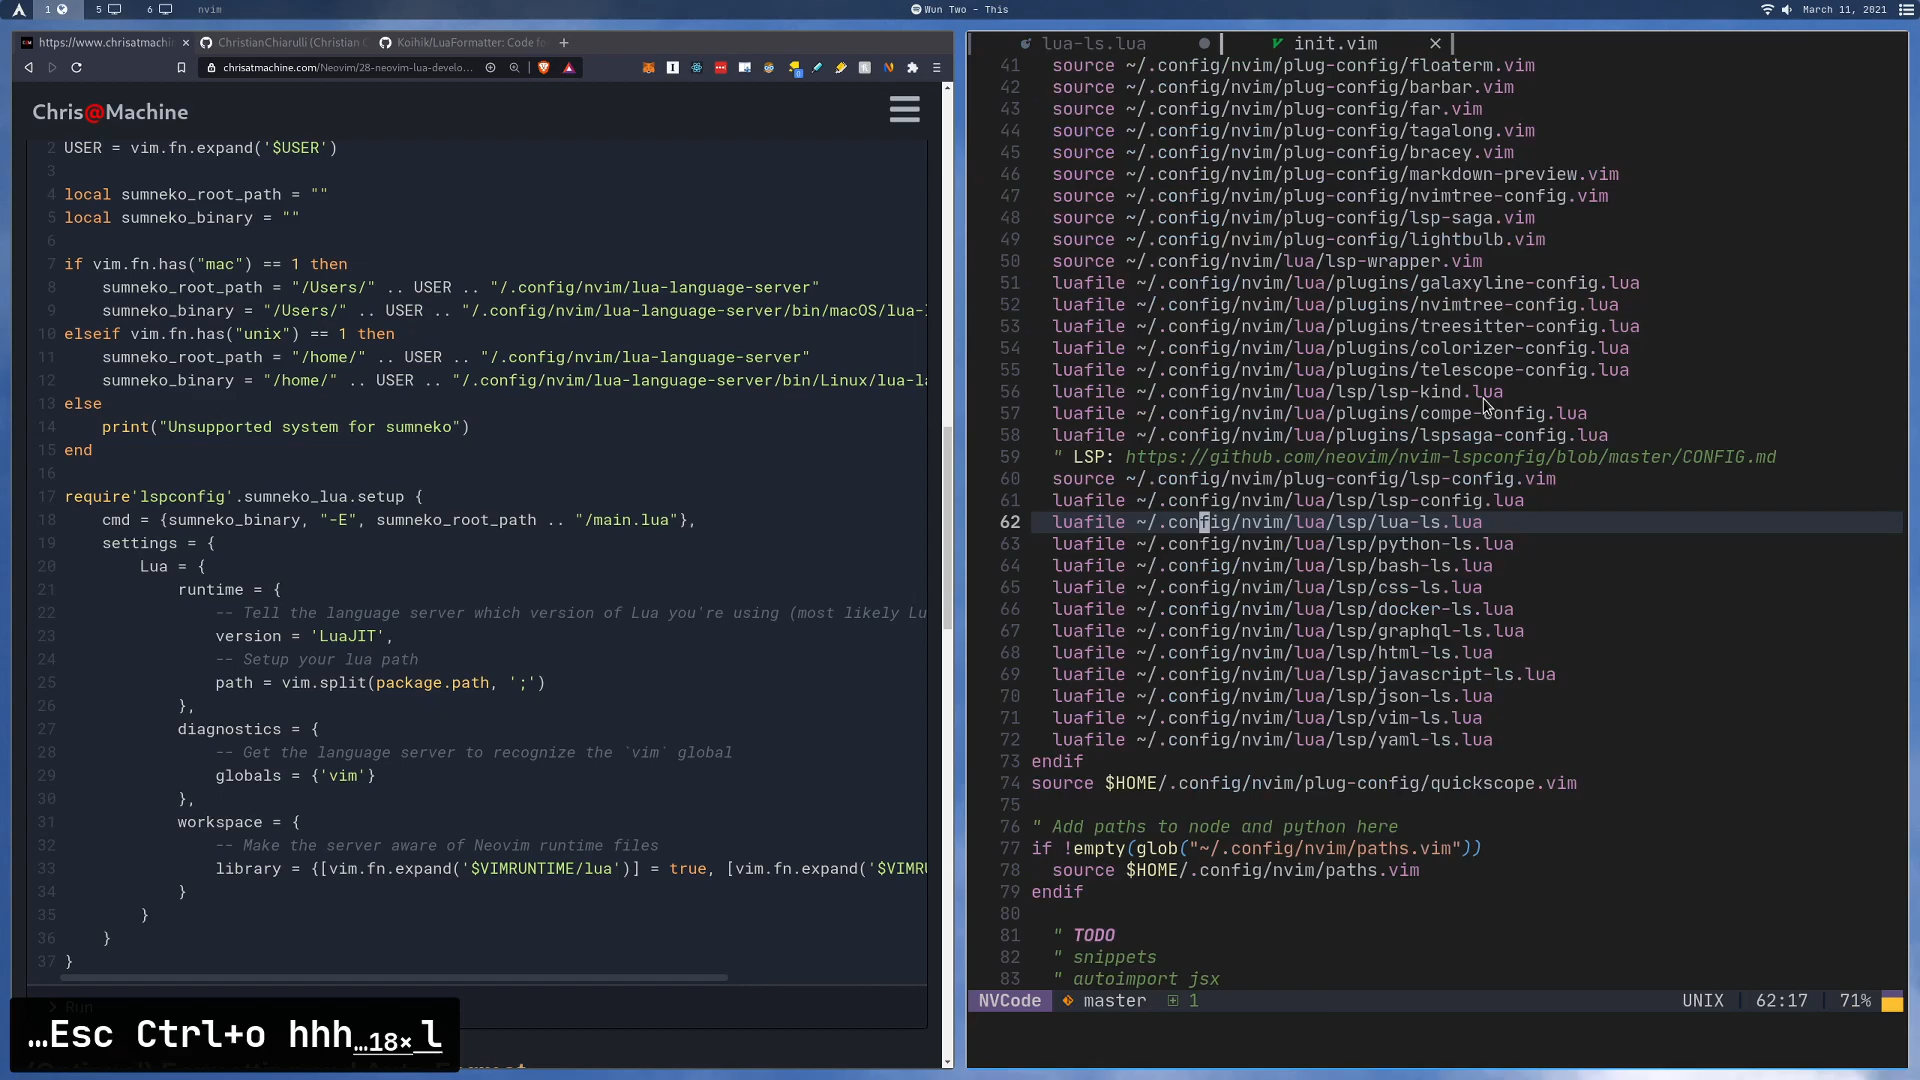 1 5 6 nvim
Wun Two - This
March 11, 2021
https://www.chrisatmachi
ChristianChiarulli (Christian C
Koihik/LuaFormatter: Code fo
chrisatmachine.com/Neovim/28-neovim-lua-develo...
Chris@Machine
2 USER = vim.fn.expand('$USER')
3
4 local sumneko_root_path = ""
5 local sumneko_binary = ""
6
7 if vim.fn.has("mac") == 1 then
8 sumneko_root_path = "/Users/" .. USER .. "/.config/nvim/lua-language-server"
9 sumneko_binary = "/Users/" .. USER .. "/.config/nvim/lua-language-server/bin/macOS/lua-l
10 elseif vim.fn.has("unix") == 1 then
11 sumneko_root_path = "/home/" .. USER .. "/.config/nvim/lua-language-server"
12 sumneko_binary = "/home/" .. USER .. "/.config/nvim/lua-language-server/bin/Linux/lua-la
13 else
14 print("Unsupported system for sumneko")
15 end
16
17 require'lspconfig'.sumneko_lua.setup {
18 cmd = {sumneko_binary, "-E", sumneko_root_path .. "/main.lua"},
19 settings = {
20 Lua = {
21 runtime = {
22 -- Tell the language server which version of Lua you're using (most likely Lu
23 version = 'LuaJIT',
24 -- Setup your lua path
25 path = vim.split(package.path, ';')
26 },
27 diagnostics = {
28 -- Get the language server to recognize the `vim` global
29 globals = {'vim'}
30 },
31 workspace = {
32 -- Make the server aware of Neovim runtime files
33 library = {[vim.fn.expand('$VIMRUNTIME/lua')] = true, [vim.fn.expand('$VIMRU
34 }
35 }
36 }
37 }
> Run
…Esc Ctrl+o hhh…18× l
lua-ls.lua
init.vim
41 source ~/.config/nvim/plug-config/floaterm.vim
42 source ~/.config/nvim/plug-config/barbar.vim
43 source ~/.config/nvim/plug-config/far.vim
44 source ~/.config/nvim/plug-config/tagalong.vim
45 source ~/.config/nvim/plug-config/bracey.vim
46 source ~/.config/nvim/plug-config/markdown-preview.vim
47 source ~/.config/nvim/plug-config/nvimtree-config.vim
48 source ~/.config/nvim/plug-config/lsp-saga.vim
49 source ~/.config/nvim/plug-config/lightbulb.vim
50 source ~/.config/nvim/lua/lsp-wrapper.vim
51 luafile ~/.config/nvim/lua/plugins/galaxyline-config.lua
52 luafile ~/.config/nvim/lua/plugins/nvimtree-config.lua
53 luafile ~/.config/nvim/lua/plugins/treesitter-config.lua
54 luafile ~/.config/nvim/lua/plugins/colorizer-config.lua
55 luafile ~/.config/nvim/lua/plugins/telescope-config.lua
56 luafile ~/.config/nvim/lua/lsp/lsp-kind.lua
57 luafile ~/.config/nvim/lua/plugins/compe-config.lua
58 luafile ~/.config/nvim/lua/plugins/lspsaga-config.lua
59 " LSP: https://github.com/neovim/nvim-lspconfig/blob/master/CONFIG.md
60 source ~/.config/nvim/plug-config/lsp-config.vim
61 luafile ~/.config/nvim/lua/lsp/lsp-config.lua
62 luafile ~/.config/nvim/lua/lsp/lua-ls.lua
63 luafile ~/.config/nvim/lua/lsp/python-ls.lua
64 luafile ~/.config/nvim/lua/lsp/bash-ls.lua
65 luafile ~/.config/nvim/lua/lsp/css-ls.lua
66 luafile ~/.config/nvim/lua/lsp/docker-ls.lua
67 luafile ~/.config/nvim/lua/lsp/graphql-ls.lua
68 luafile ~/.config/nvim/lua/lsp/html-ls.lua
69 luafile ~/.config/nvim/lua/lsp/javascript-ls.lua
70 luafile ~/.config/nvim/lua/lsp/json-ls.lua
71 luafile ~/.config/nvim/lua/lsp/vim-ls.lua
72 luafile ~/.config/nvim/lua/lsp/yaml-ls.lua
73 endif
74 source $HOME/.config/nvim/plug-config/quickscope.vim
75
76 " Add paths to node and python here
77 if !empty(glob("~/.config/nvim/paths.vim"))
78 source $HOME/.config/nvim/paths.vim
79 endif
80
81 " TODO
82 " snippets
83 " autoimport jsx
NVCode master 1 UNIX 62:17 71%